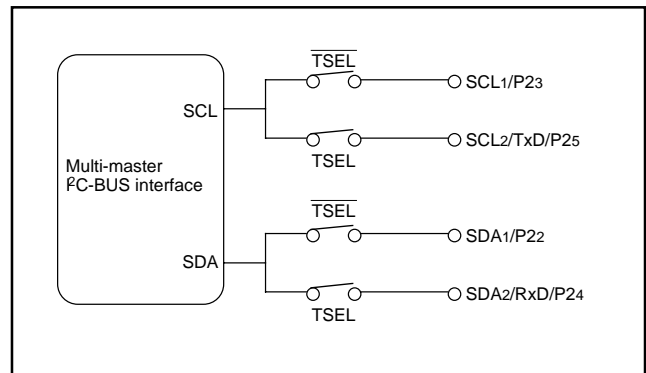 TSEL
SCL1/P23
SCL
SCL2/TxD/P25
TSEL
Multi-master
I²C-BUS interface
TSEL
SDA1/P22
SDA
SDA2/RxD/P24
TSEL